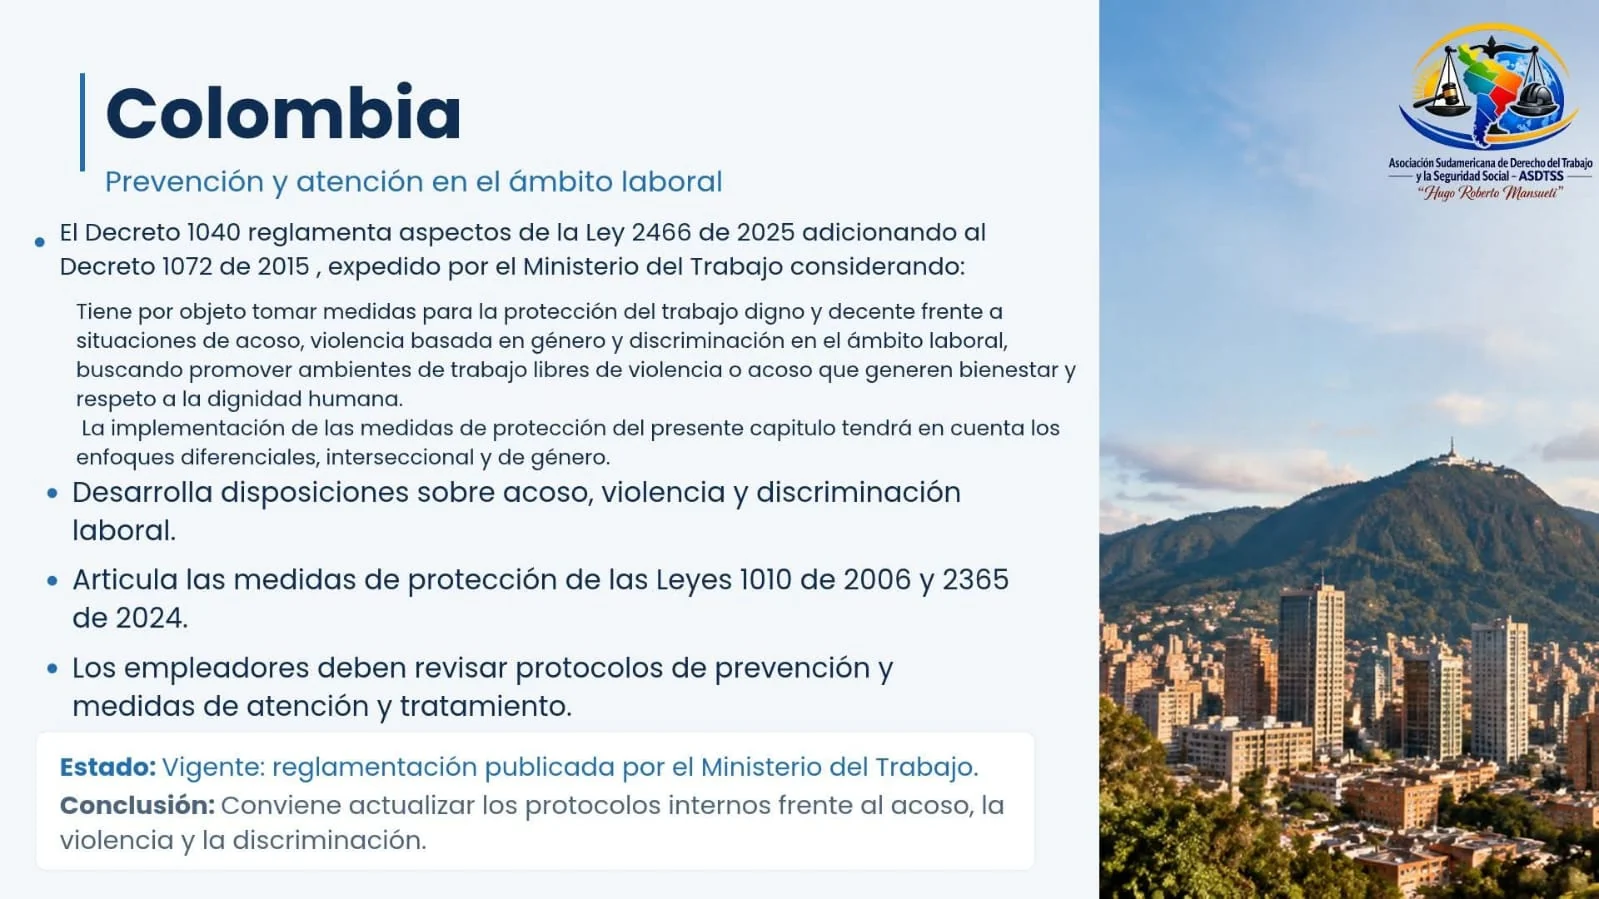 Colombia
Prevención y atención en el ámbito laboral
• El Decreto 1040 reglamenta aspectos de la Ley 2466 de 2025 adicionando al
Decreto 1072 de 2015 , expedido por el Ministerio del Trabajo considerando:
Tiene por objeto tomar medidas para la protección del trabajo digno y decente frente a
situaciones de acoso, violencia basada en género y discriminación en el ámbito laboral,
buscando promover ambientes de trabajo libres de violencia o acoso que generen bienestar y
respeto a la dignidad humana.
La implementación de las medidas de protección del presente capitulo tendrá en cuenta los
enfoques diferenciales, interseccional y de género.
• Desarrolla disposiciones sobre acoso, violencia y discriminación
laboral.
• Articula las medidas de protección de las Leyes 1010 de 2006 y 2365
de 2024.
• Los empleadores deben revisar protocolos de prevención y
medidas de atención y tratamiento.
Estado: Vigente: reglamentación publicada por el Ministerio del Trabajo.
Conclusión: Conviene actualizar los protocolos internos frente al acoso, la
violencia y la discriminación.
Asociación Sudamericana de Derecho del Trabajo
y la Seguridad Social - ASDTSS
"Hugo Roberto Mansueti"